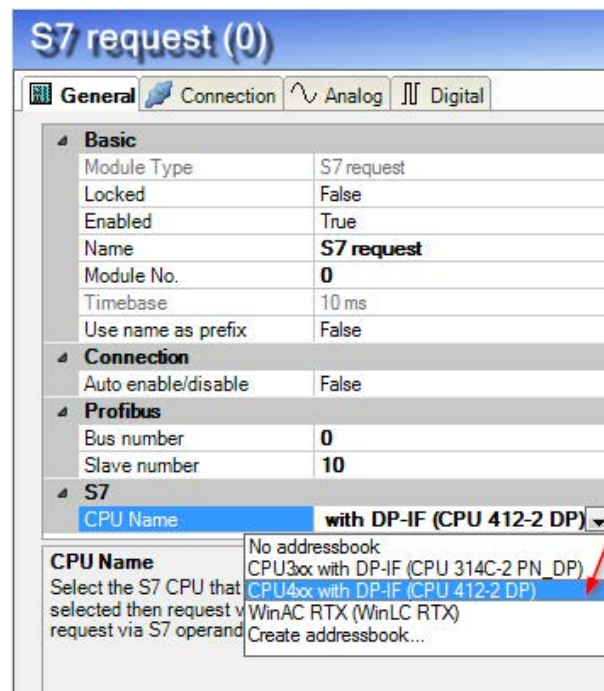 S7 request (0)
General Connection Analog Digital
Basic
Module Type S7 request
Locked False
Enabled True
Name S7 request
Module No. 0
Timebase 10 ms
Use name as prefix False
Connection
Auto enable/disable False
Profibus
Bus number 0
Slave number 10
S7
CPU Name with DP-IF (CPU 412-2 DP)
No addressbook
CPU3xx with DP-IF (CPU 314C-2 PN_DP)
CPU4xx with DP-IF (CPU 412-2 DP)
WinAC RTX (WinLC RTX)
Create addressbook...
CPU Name
Select the S7 CPU that
selected then request v
request via S7 operand